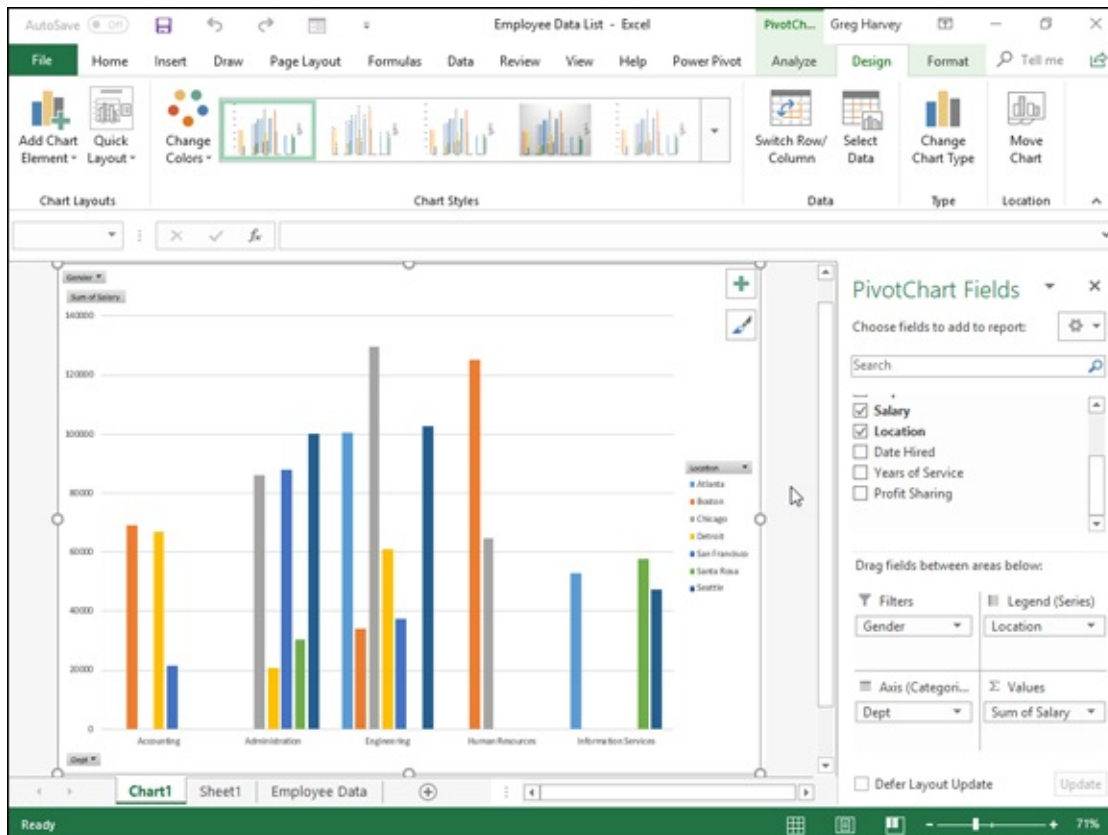 AutoSave Off Employee Data List - Excel PivotCh... Greg Harvey
File Home Insert Draw Page Layout Formulas Data Review View Help Power Pivot Analyze Design Format Tell me
Add Chart Element Quick Layout Change Colors Switch Row/ Column Select Data Change Chart Type Move Chart
Chart Layouts Chart Styles Data Type Location
fx
Gender
Sum of Salary
140000
120000
100000
80000
60000
40000
20000
0
Accounting Administration Engineering Human Resources Information Services
Dept
Location
Atlanta
Boston
Chicago
Detroit
San Francisco
Santa Rosa
Seattle
PivotChart Fields
Choose fields to add to report:
Search
Salary
Location
Date Hired
Years of Service
Profit Sharing
Drag fields between areas below:
Filters Legend (Series)
Gender Location
Axis (Categori... Σ Values
Dept Sum of Salary
Defer Layout Update Update
Chart1 Sheet1 Employee Data
Ready 71%